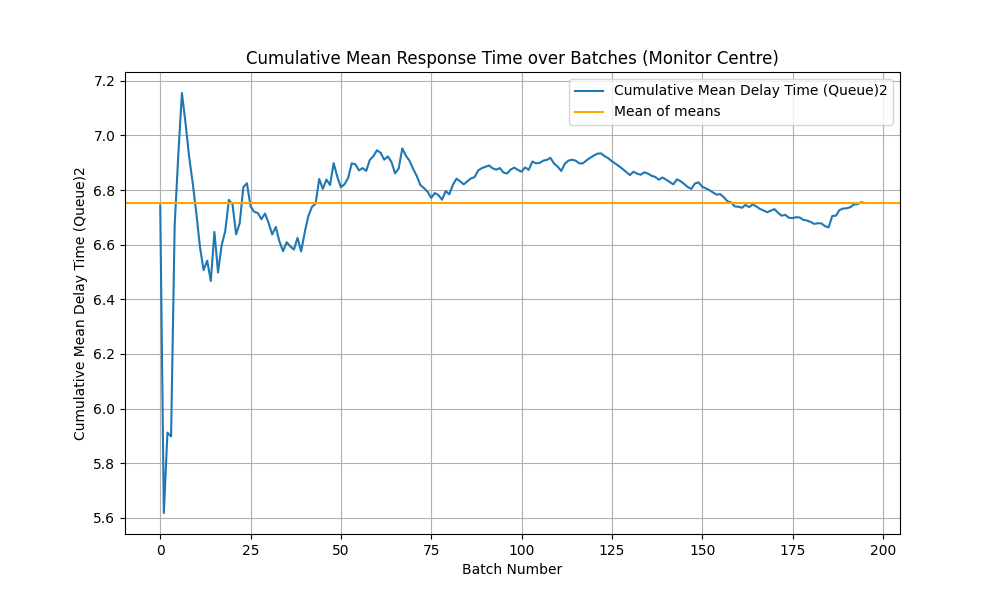 Cumulative Mean Response Time over Batches (Monitor Centre)
Cumulative Mean Delay Time (Queue)2
Mean of means
Cumulative Mean Delay Time (Queue)2
7.2
7.0
6.8
6.6
6.4
6.2
6.0
5.8
5.6
0 25 50 75 100 125 150 175 200
Batch Number